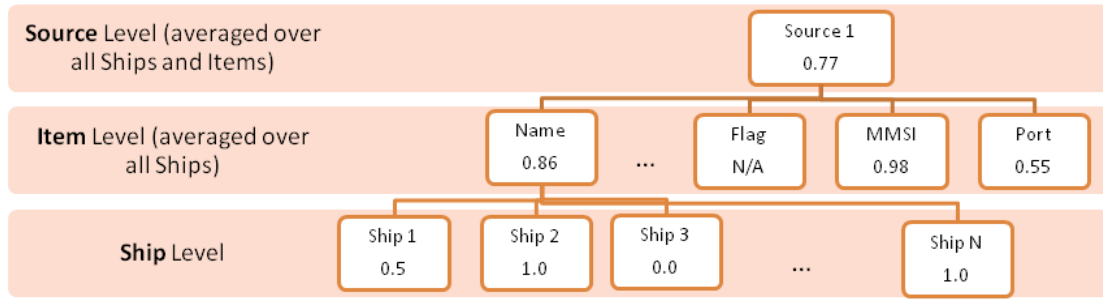 Source Level (averaged over
all Ships and Items)
Source 1
0.77
Item Level (averaged over
all Ships)
Name
0.86
...
Flag
N/A
MMSI
0.98
Port
0.55
Ship Level
Ship 1
0.5
Ship 2
1.0
Ship 3
0.0
...
Ship N
1.0